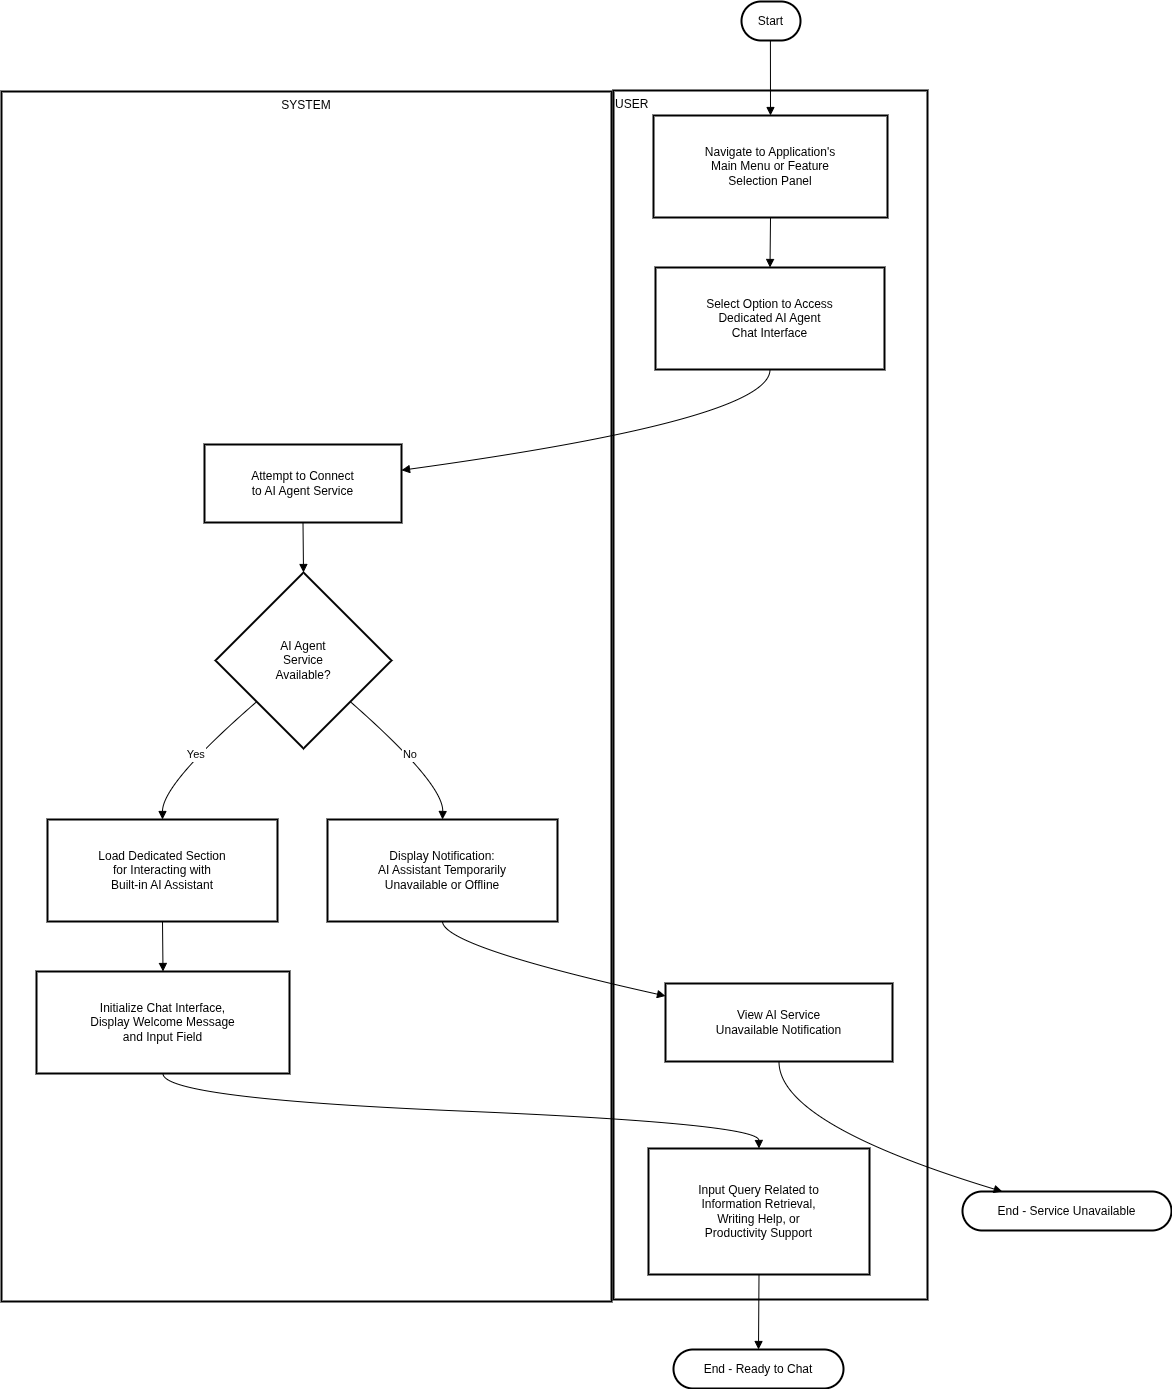 Start
SYSTEM
USER
Navigate to Application's
Main Menu or Feature
Selection Panel
Select Option to Access
Dedicated AI Agent
Chat Interface
Attempt to Connect
to AI Agent Service
AI Agent
Service
Available?
Yes
No
Load Dedicated Section
for Interacting with
Built-in AI Assistant
Display Notification:
AI Assistant Temporarily
Unavailable or Offline
Initialize Chat Interface,
Display Welcome Message
and Input Field
View AI Service
Unavailable Notification
Input Query Related to
Information Retrieval,
Writing Help, or
Productivity Support
End - Service Unavailable
End - Ready to Chat